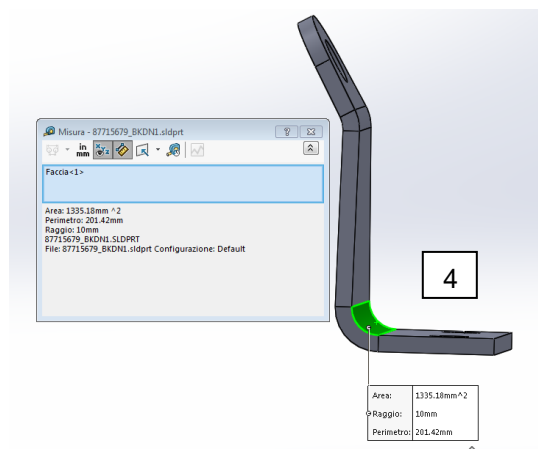 Misura - 87715679_BKDN1.sldprt
in
mm
Faccia<1>
Area: 1335.18mm ^2
Perimetro: 201.42mm
Raggio: 10mm
87715679_BKDN1.SLDPRT
File: 87715679_BKDN1.sldprt Configurazione: Default
4
Area: 1335.18mm^2
Raggio: 10mm
Perimetro: 201.42mm